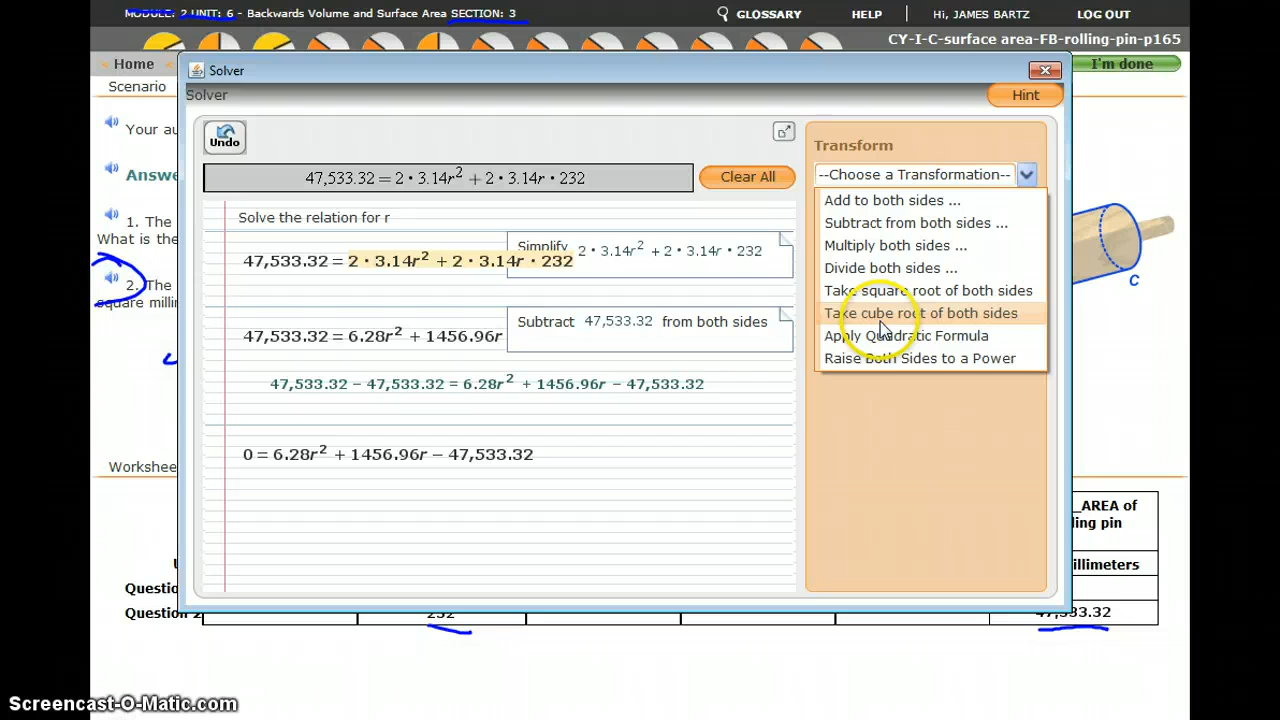 MODULE: 2 UNIT: 6 - Backwards Volume and Surface Area SECTION: 3
GLOSSARY HELP Hi, JAMES BARTZ LOG OUT
CY-I-C-surface area-FB-rolling-pin-p165
Home
I'm done
Scenario
Solver
Solver
Hint
Your au
Undo
Answe
47,533.32 = 2 • 3.14r² + 2 • 3.14r • 232
Clear All
1. The
What is the
2. The
square millin
Solve the relation for r
47,533.32 = 2 • 3.14r² + 2 • 3.14r • 232
Simplify 2 • 3.14r² + 2 • 3.14r • 232
47,533.32 = 6.28r² + 1456.96r
Subtract 47,533.32 from both sides
47,533.32 − 47,533.32 = 6.28r² + 1456.96r − 47,533.32
0 = 6.28r² + 1456.96r − 47,533.32
Transform
--Choose a Transformation--
Add to both sides ...
Subtract from both sides ...
Multiply both sides ...
Divide both sides ...
Take square root of both sides
Take cube root of both sides
Apply Quadratic Formula
Raise Both Sides to a Power
C
Worksheet
_AREA of
ling pin
illimeters
Questio
Question 2 232 47,533.32
Screencast-O-Matic.com